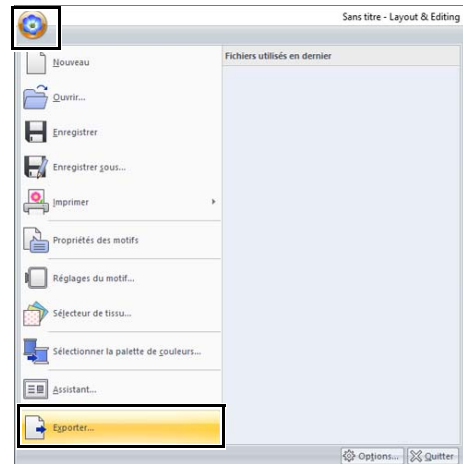 Sans titre - Layout & Editing
Nouveau
Ouvrir...
Enregistrer
Enregistrer sous...
Imprimer
Propriétés des motifs
Réglages du motif...
Sélecteur de tissu...
Sélectionner la palette de couleurs...
Assistant...
Exporter...
Fichiers utilisés en dernier
Options... Quitter